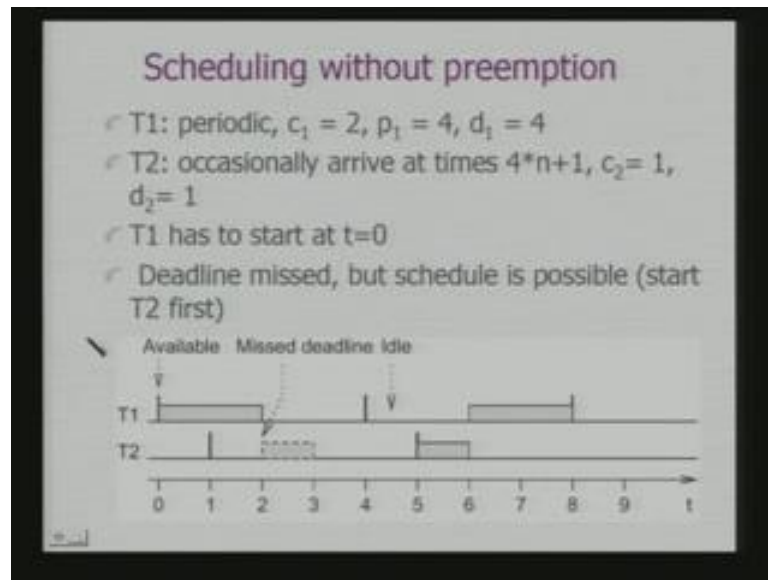 Scheduling without preemption
T1: periodic, c₁ = 2, p₁ = 4, d₁ = 4
T2: occasionally arrive at times 4*n+1, c₂= 1,
d₂= 1
T1 has to start at t=0
Deadline missed, but schedule is possible (start
T2 first)
Available Missed deadline Idle
T1
T2
0 1 2 3 4 5 6 7 8 9 t